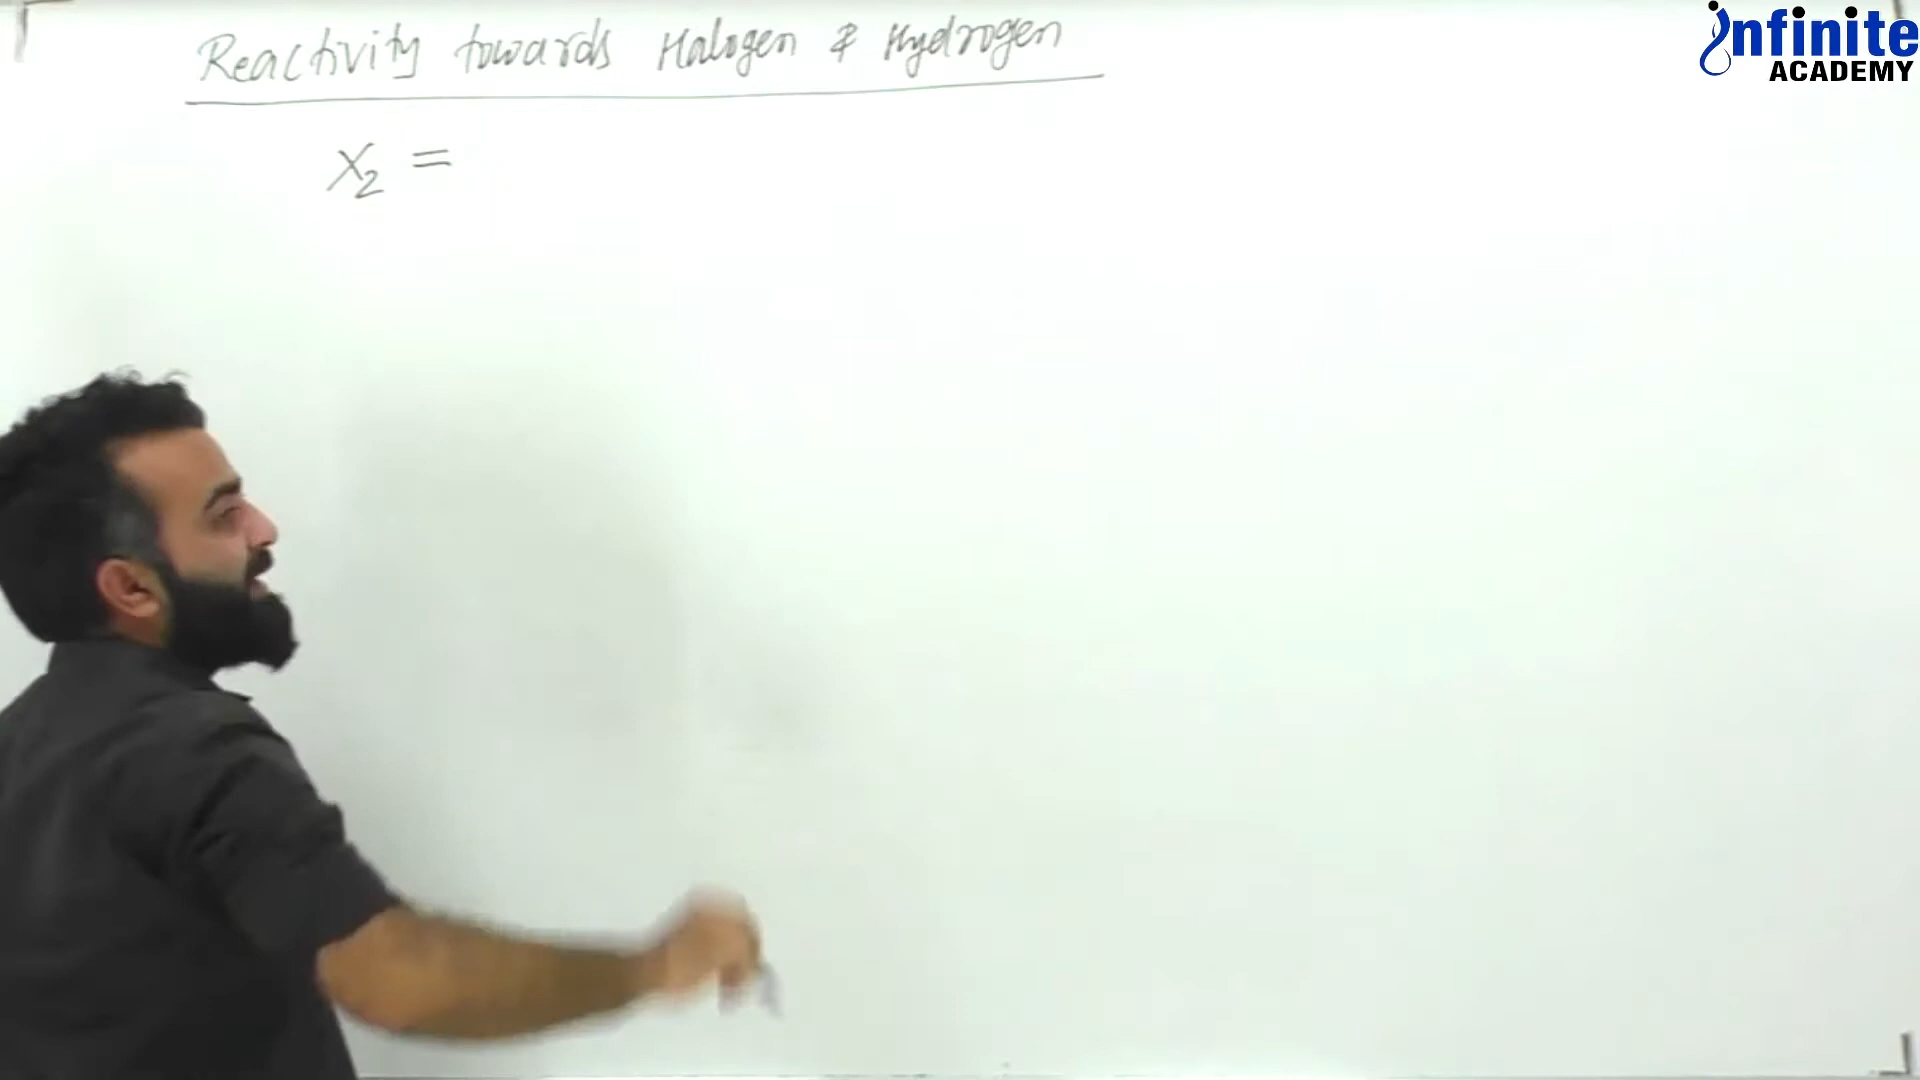 Reactivity towards Halogen & Hydrogen
X₂ =
infinite
ACADEMY